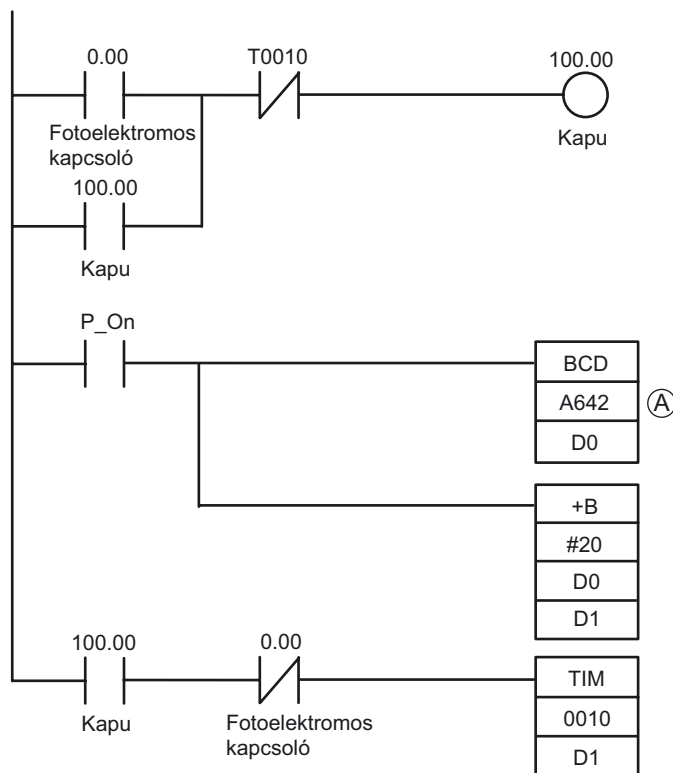 0.00 T0010 100.00
Fotoelektromos
kapcsoló
Kapu
100.00
Kapu
P_On
BCD
A642 A
D0
+B
#20
D0
D1
100.00 0.00
Kapu
Fotoelektromos
kapcsoló
TIM
0010
D1